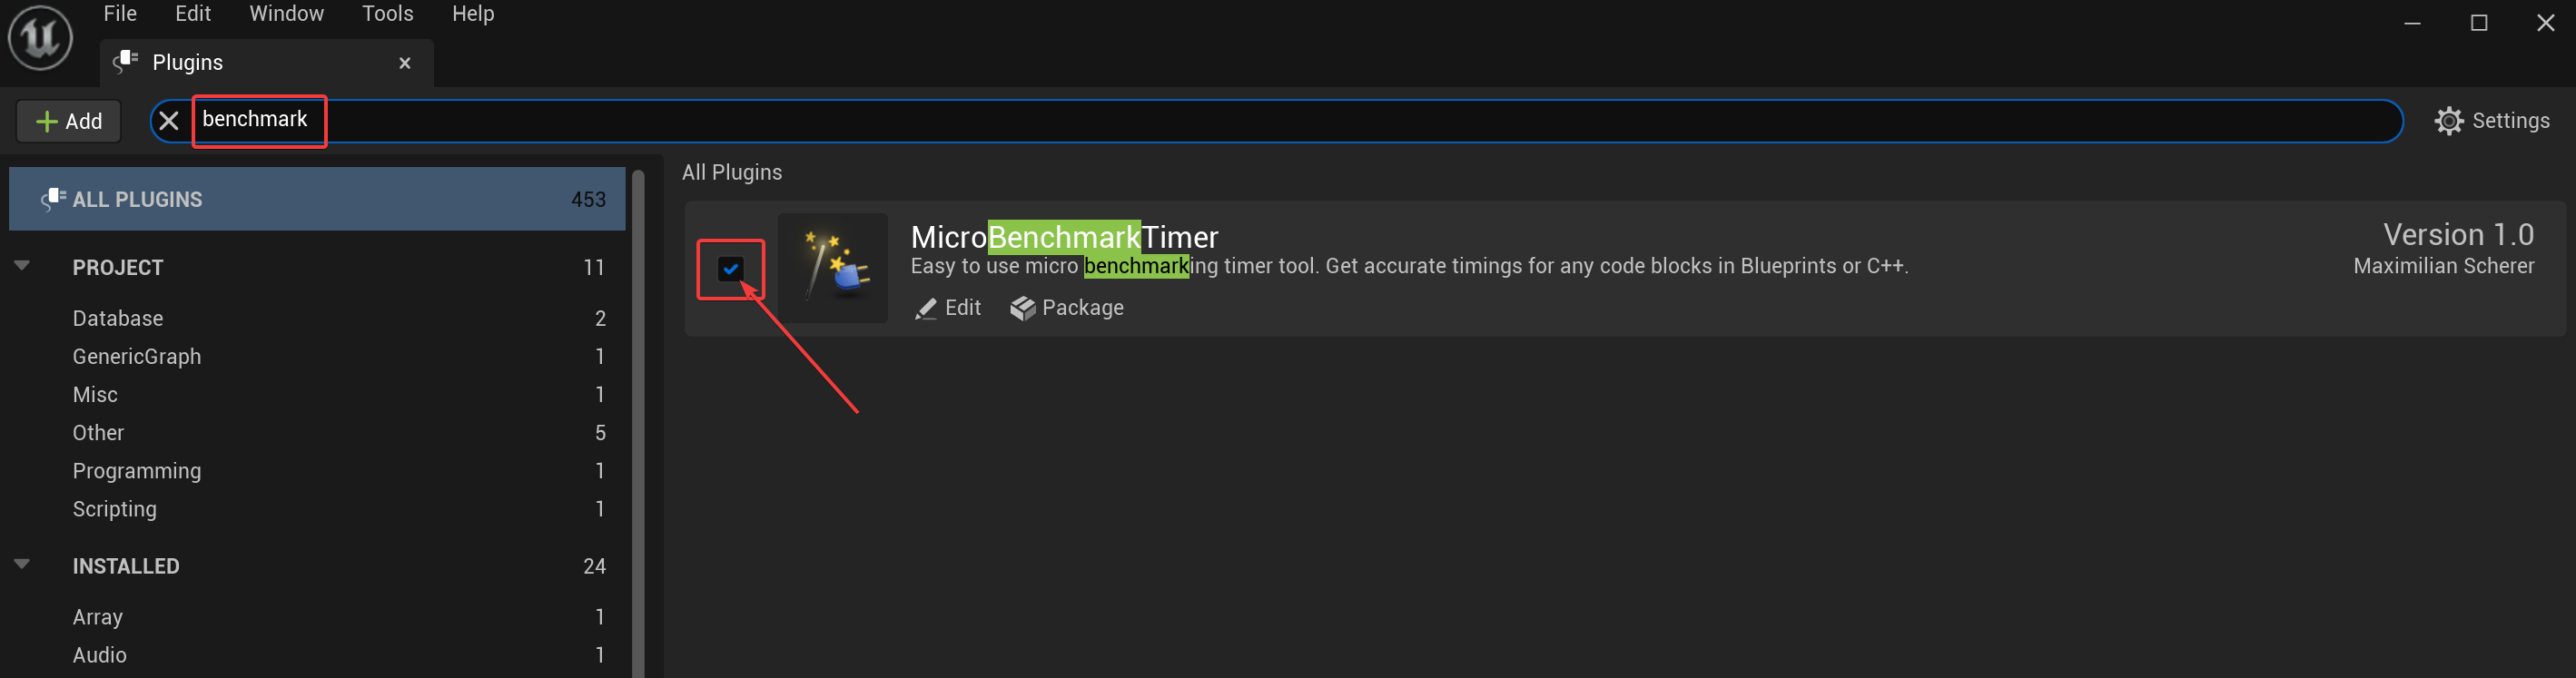 File Edit Window Tools Help
Plugins
Add
benchmark
Settings
ALL PLUGINS 453
PROJECT 11
Database 2
GenericGraph 1
Misc 1
Other 5
Programming 1
Scripting 1
INSTALLED 24
Array 1
Audio 1
All Plugins
MicroBenchmarkTimer
Version 1.0
Easy to use micro benchmarking timer tool. Get accurate timings for any code blocks in Blueprints or C++.
Maximilian Scherer
Edit Package